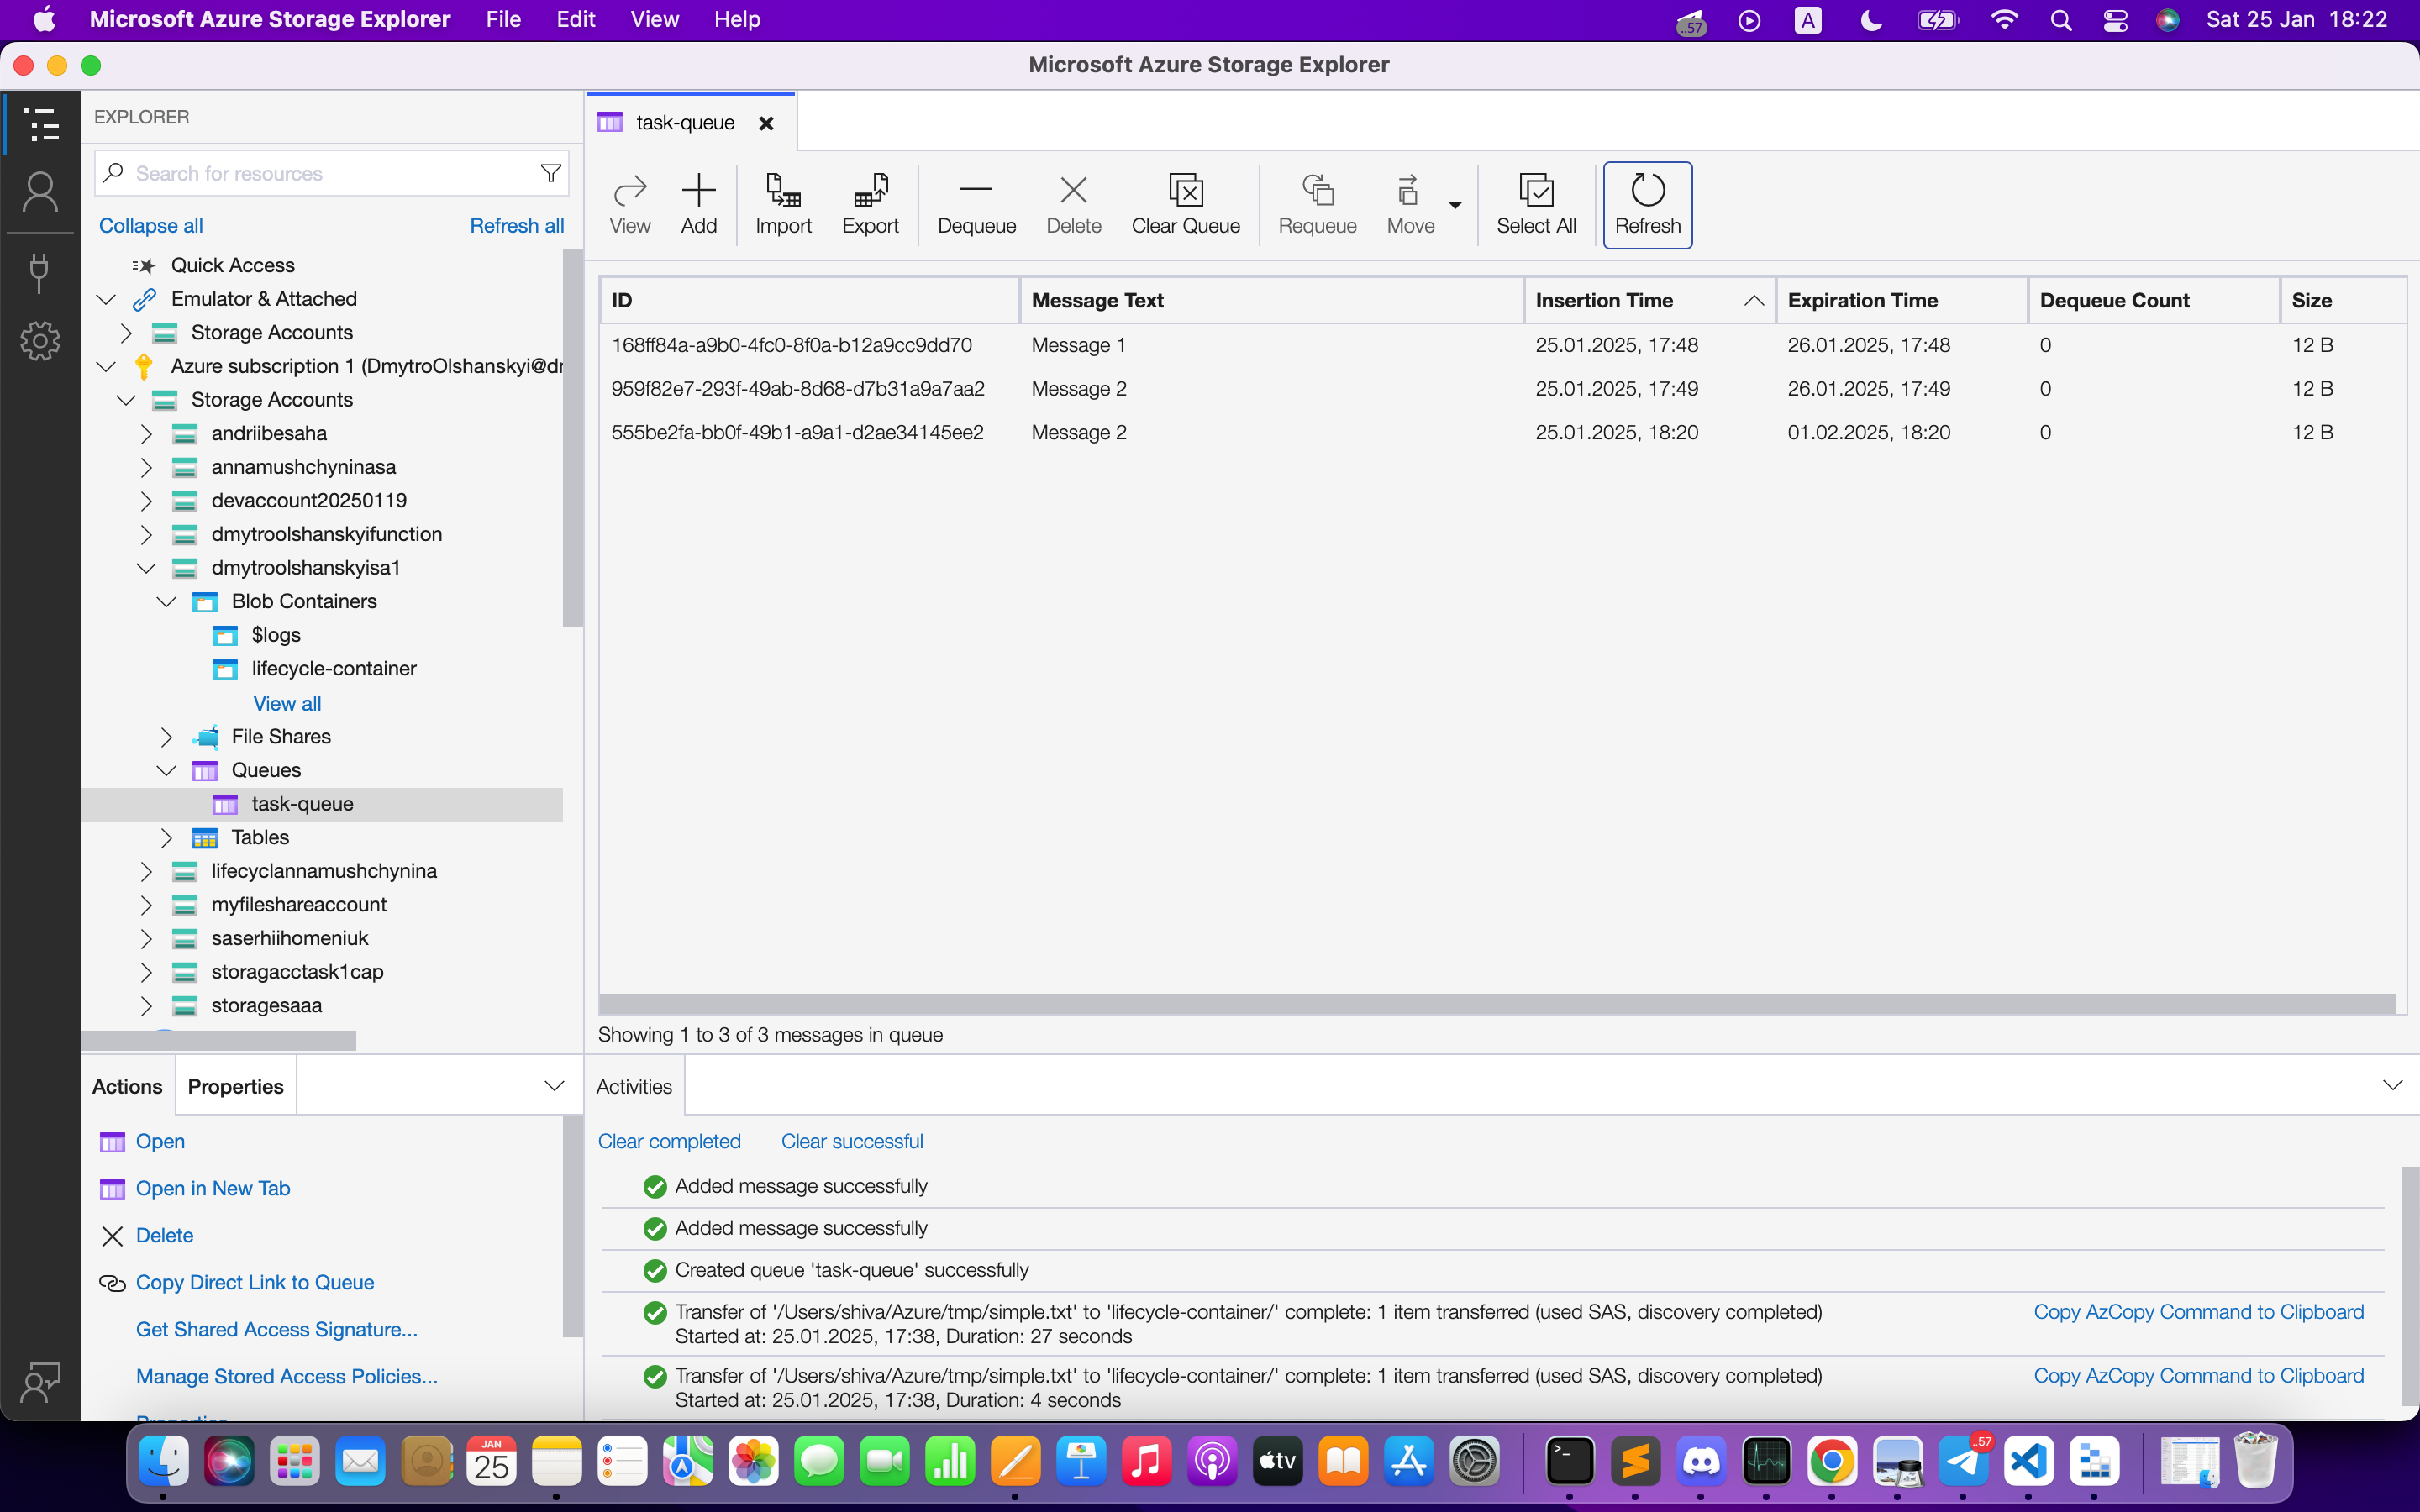 Microsoft Azure Storage Explorer File Edit View Help
..57 A Sat 25 Jan 18:22
Microsoft Azure Storage Explorer
EXPLORER
Search for resources
Collapse all Refresh all
Quick Access
Emulator & Attached
Storage Accounts
Azure subscription 1 (DmytroOlshanskyi@dr
Storage Accounts
andriibesaha
annamushchyninasa
devaccount20250119
dmytroolshanskyifunction
dmytroolshanskyisa1
Blob Containers
$logs
lifecycle-container
View all
File Shares
Queues
task-queue
Tables
lifecyclannamushchynina
myfileshareaccount
saserhiihomeniuk
storagacctask1cap
storagesaaa
Actions Properties
Open
Open in New Tab
Delete
Copy Direct Link to Queue
Get Shared Access Signature...
Manage Stored Access Policies...
Properties
task-queue
View Add Import Export Dequeue Delete Clear Queue Requeue Move Select All Refresh
ID Message Text Insertion Time Expiration Time Dequeue Count Size
168ff84a-a9b0-4fc0-8f0a-b12a9cc9dd70 Message 1 25.01.2025, 17:48 26.01.2025, 17:48 0 12 B
959f82e7-293f-49ab-8d68-d7b31a9a7aa2 Message 2 25.01.2025, 17:49 26.01.2025, 17:49 0 12 B
555be2fa-bb0f-49b1-a9a1-d2ae34145ee2 Message 2 25.01.2025, 18:20 01.02.2025, 18:20 0 12 B
Showing 1 to 3 of 3 messages in queue
Activities
Clear completed Clear successful
Added message successfully
Added message successfully
Created queue 'task-queue' successfully
Transfer of '/Users/shiva/Azure/tmp/simple.txt' to 'lifecycle-container/' complete: 1 item transferred (used SAS, discovery completed) Copy AzCopy Command to Clipboard
Started at: 25.01.2025, 17:38, Duration: 27 seconds
Transfer of '/Users/shiva/Azure/tmp/simple.txt' to 'lifecycle-container/' complete: 1 item transferred (used SAS, discovery completed) Copy AzCopy Command to Clipboard
Started at: 25.01.2025, 17:38, Duration: 4 seconds
JAN
25
tv
..57